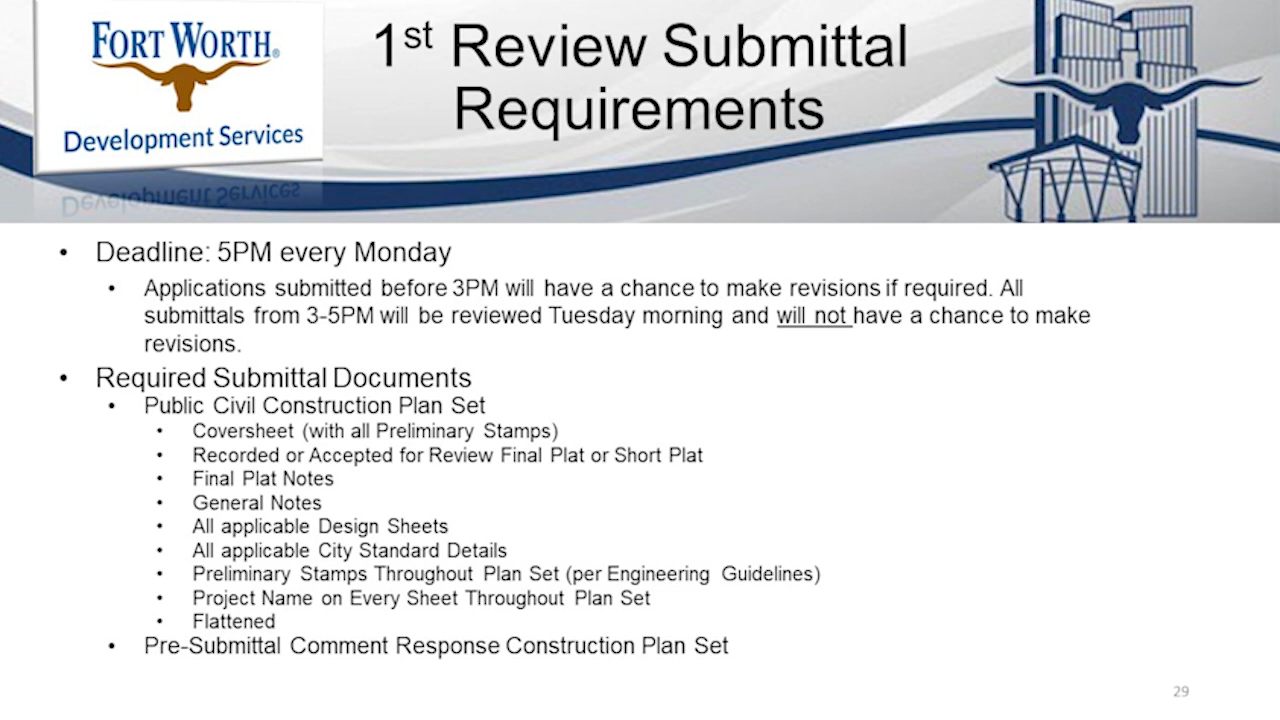 FORT WORTH®
Development Services
Development Services
1st Review Submittal
Requirements
• Deadline: 5PM every Monday
• Applications submitted before 3PM will have a chance to make revisions if required. All
submittals from 3-5PM will be reviewed Tuesday morning and will not have a chance to make
revisions.
• Required Submittal Documents
• Public Civil Construction Plan Set
• Coversheet (with all Preliminary Stamps)
• Recorded or Accepted for Review Final Plat or Short Plat
• Final Plat Notes
• General Notes
• All applicable Design Sheets
• All applicable City Standard Details
• Preliminary Stamps Throughout Plan Set (per Engineering Guidelines)
• Project Name on Every Sheet Throughout Plan Set
• Flattened
• Pre-Submittal Comment Response Construction Plan Set
29